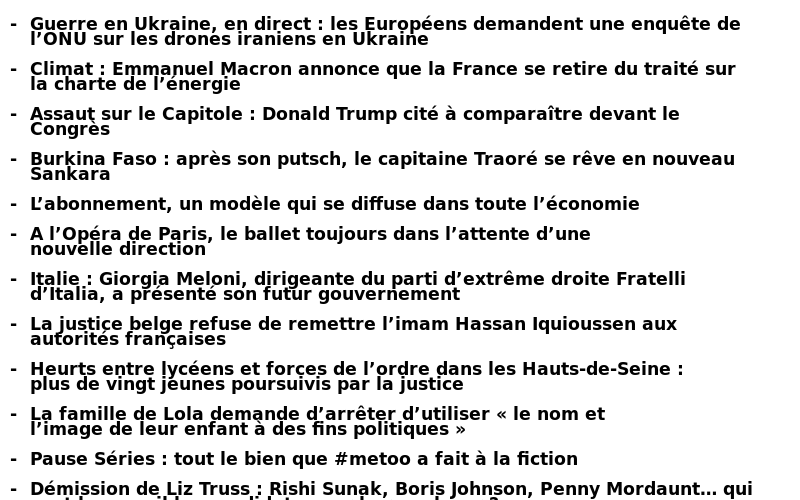 - Guerre en Ukraine, en direct : les Européens demandent une enquête de
l’ONU sur les drones iraniens en Ukraine
- Climat : Emmanuel Macron annonce que la France se retire du traité sur
la charte de l’énergie
- Assaut sur le Capitole : Donald Trump cité à comparaître devant le
Congrès
- Burkina Faso : après son putsch, le capitaine Traoré se rêve en nouveau
Sankara
- L’abonnement, un modèle qui se diffuse dans toute l’économie
- A l’Opéra de Paris, le ballet toujours dans l’attente d’une
nouvelle direction
- Italie : Giorgia Meloni, dirigeante du parti d’extrême droite Fratelli
d’Italia, a présenté son futur gouvernement
- La justice belge refuse de remettre l’imam Hassan Iquioussen aux
autorités françaises
- Heurts entre lycéens et forces de l’ordre dans les Hauts-de-Seine :
plus de vingt jeunes poursuivis par la justice
- La famille de Lola demande d’arrêter d’utiliser « le nom et
l’image de leur enfant à des fins politiques »
- Pause Séries : tout le bien que #metoo a fait à la fiction
- Démission de Liz Truss : Rishi Sunak, Boris Johnson, Penny Mordaunt… qui